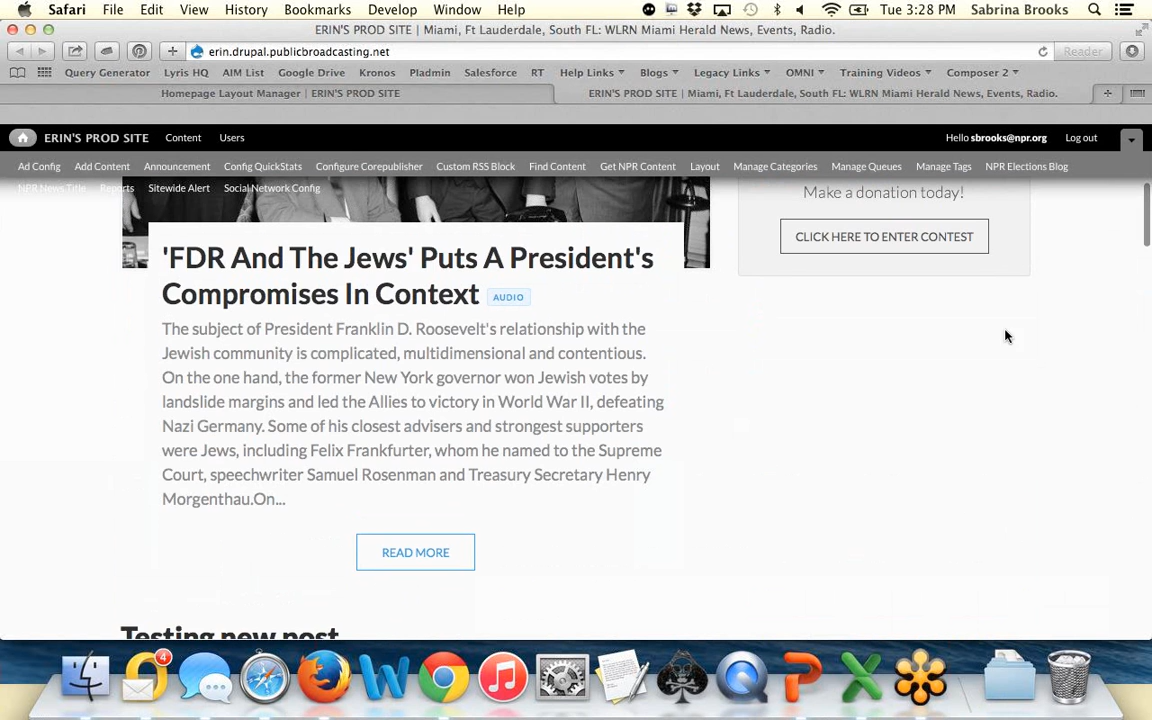 Safari File Edit View History Bookmarks Develop Window Help Tue 3:28 PM Sabrina Brooks
ERIN'S PROD SITE | Miami, Ft Lauderdale, South FL: WLRN Miami Herald News, Events, Radio.
erin.drupal.publicbroadcasting.net Reader
Query Generator Lyris HQ AIM List Google Drive Kronos Pladmin Salesforce RT Help Links Blogs Legacy Links OMNI Training Videos Composer 2
Homepage Layout Manager | ERIN'S PROD SITE ERIN'S PROD SITE | Miami, Ft Lauderdale, South FL: WLRN Miami Herald News, Events, Radio.
ERIN'S PROD SITE Content Users Hello sbrooks@npr.org Log out
Ad Config Add Content Announcement Config QuickStats Configure Corepublisher Custom RSS Block Find Content Get NPR Content Layout Manage Categories Manage Queues Manage Tags NPR Elections Blog
NPR News Title Reports Sitewide Alert Social Network Config
Make a donation today!
CLICK HERE TO ENTER CONTEST
'FDR And The Jews' Puts A President's
Compromises In Context AUDIO
The subject of President Franklin D. Roosevelt's relationship with the
Jewish community is complicated, multidimensional and contentious.
On the one hand, the former New York governor won Jewish votes by
landslide margins and led the Allies to victory in World War II, defeating
Nazi Germany. Some of his closest advisers and strongest supporters
were Jews, including Felix Frankfurter, whom he named to the Supreme
Court, speechwriter Samuel Rosenman and Treasury Secretary Henry
Morgenthau.On...
READ MORE
Testing new post
4